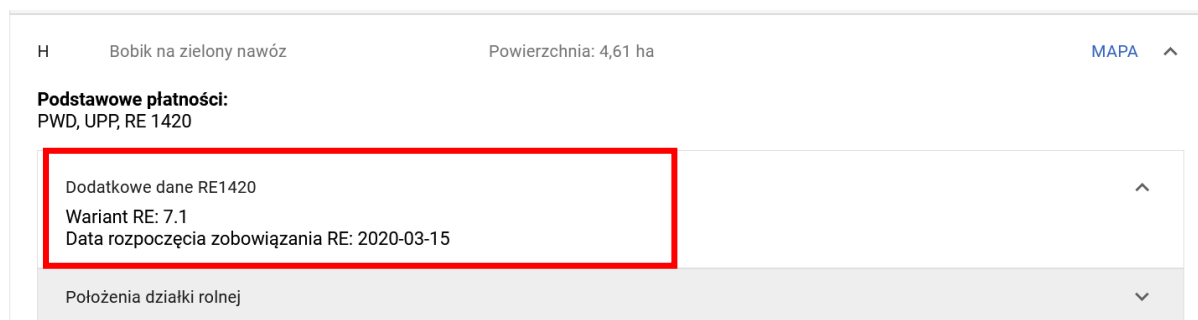 H Bobik na zielony nawóz Powierzchnia: 4,61 ha MAPA
Podstawowe płatności:
PWD, UPP, RE 1420
Dodatkowe dane RE1420
Wariant RE: 7.1
Data rozpoczęcia zobowiązania RE: 2020-03-15
Położenia działki rolnej